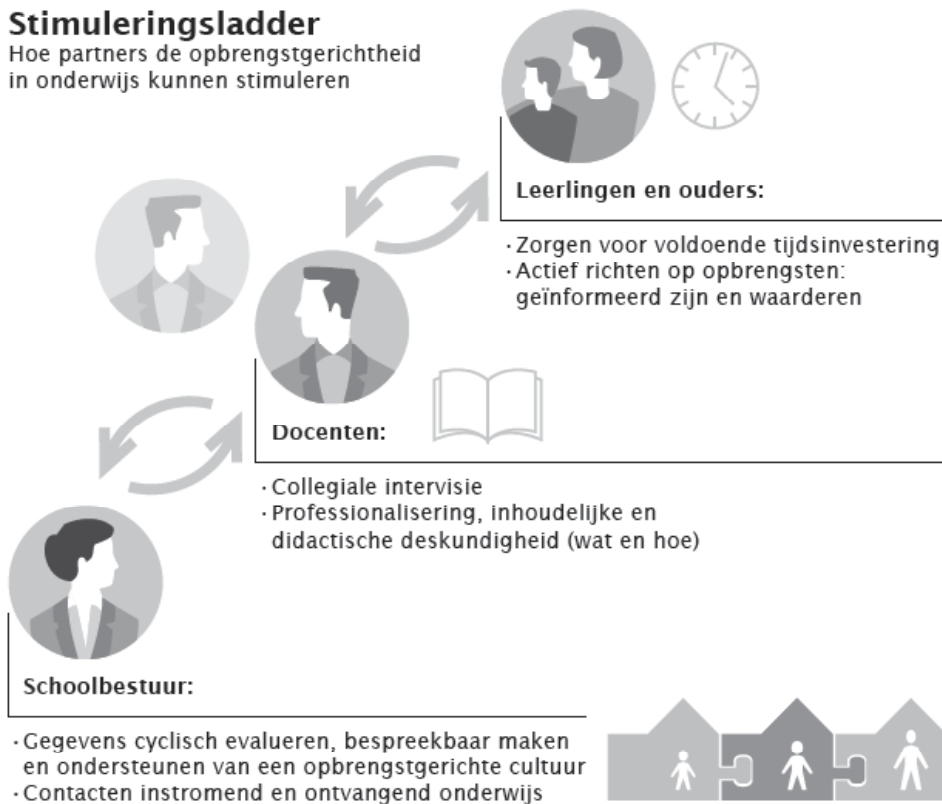 Stimuleringsladder
Hoe partners de opbrengstgerichtheid
in onderwijs kunnen stimuleren
Leerlingen en ouders:
· Zorgen voor voldoende tijdsinvestering
· Actief richten op opbrengsten:
geïnformeerd zijn en waarderen
Docenten:
· Collegiale intervisie
· Professionalisering, inhoudelijke en
didactische deskundigheid (wat en hoe)
Schoolbestuur:
· Gegevens cyclisch evalueren, bespreekbaar maken
en ondersteunen van een opbrengstgerichte cultuur
· Contacten instromend en ontvangend onderwijs